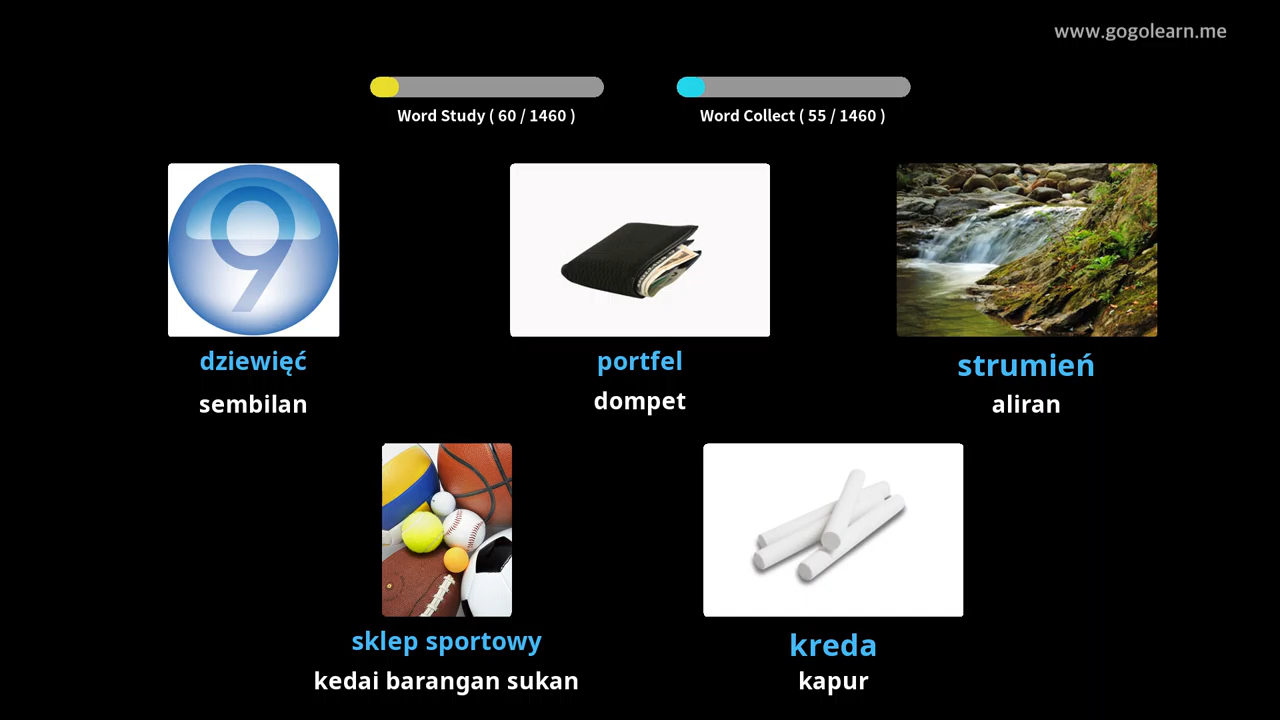 www.gogolearn.me
Word Study ( 60 / 1460 )
Word Collect ( 55 / 1460 )
9
dziewięć
sembilan
portfel
dompet
strumień
aliran
sklep sportowy
kedai barangan sukan
kreda
kapur